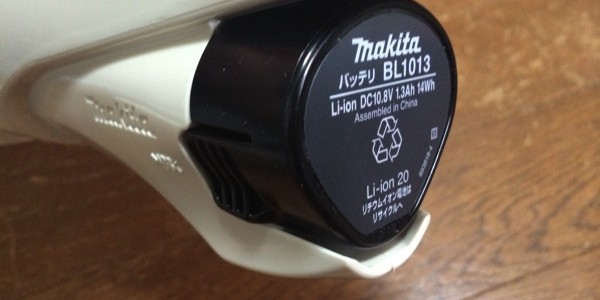 makita
バッテリ BL1013
Li-ion DC10.8V 1.3Ah 14Wh
Assembled in China
Li-ion 20
リチウムイオン電池は
リサイクルへ
makita